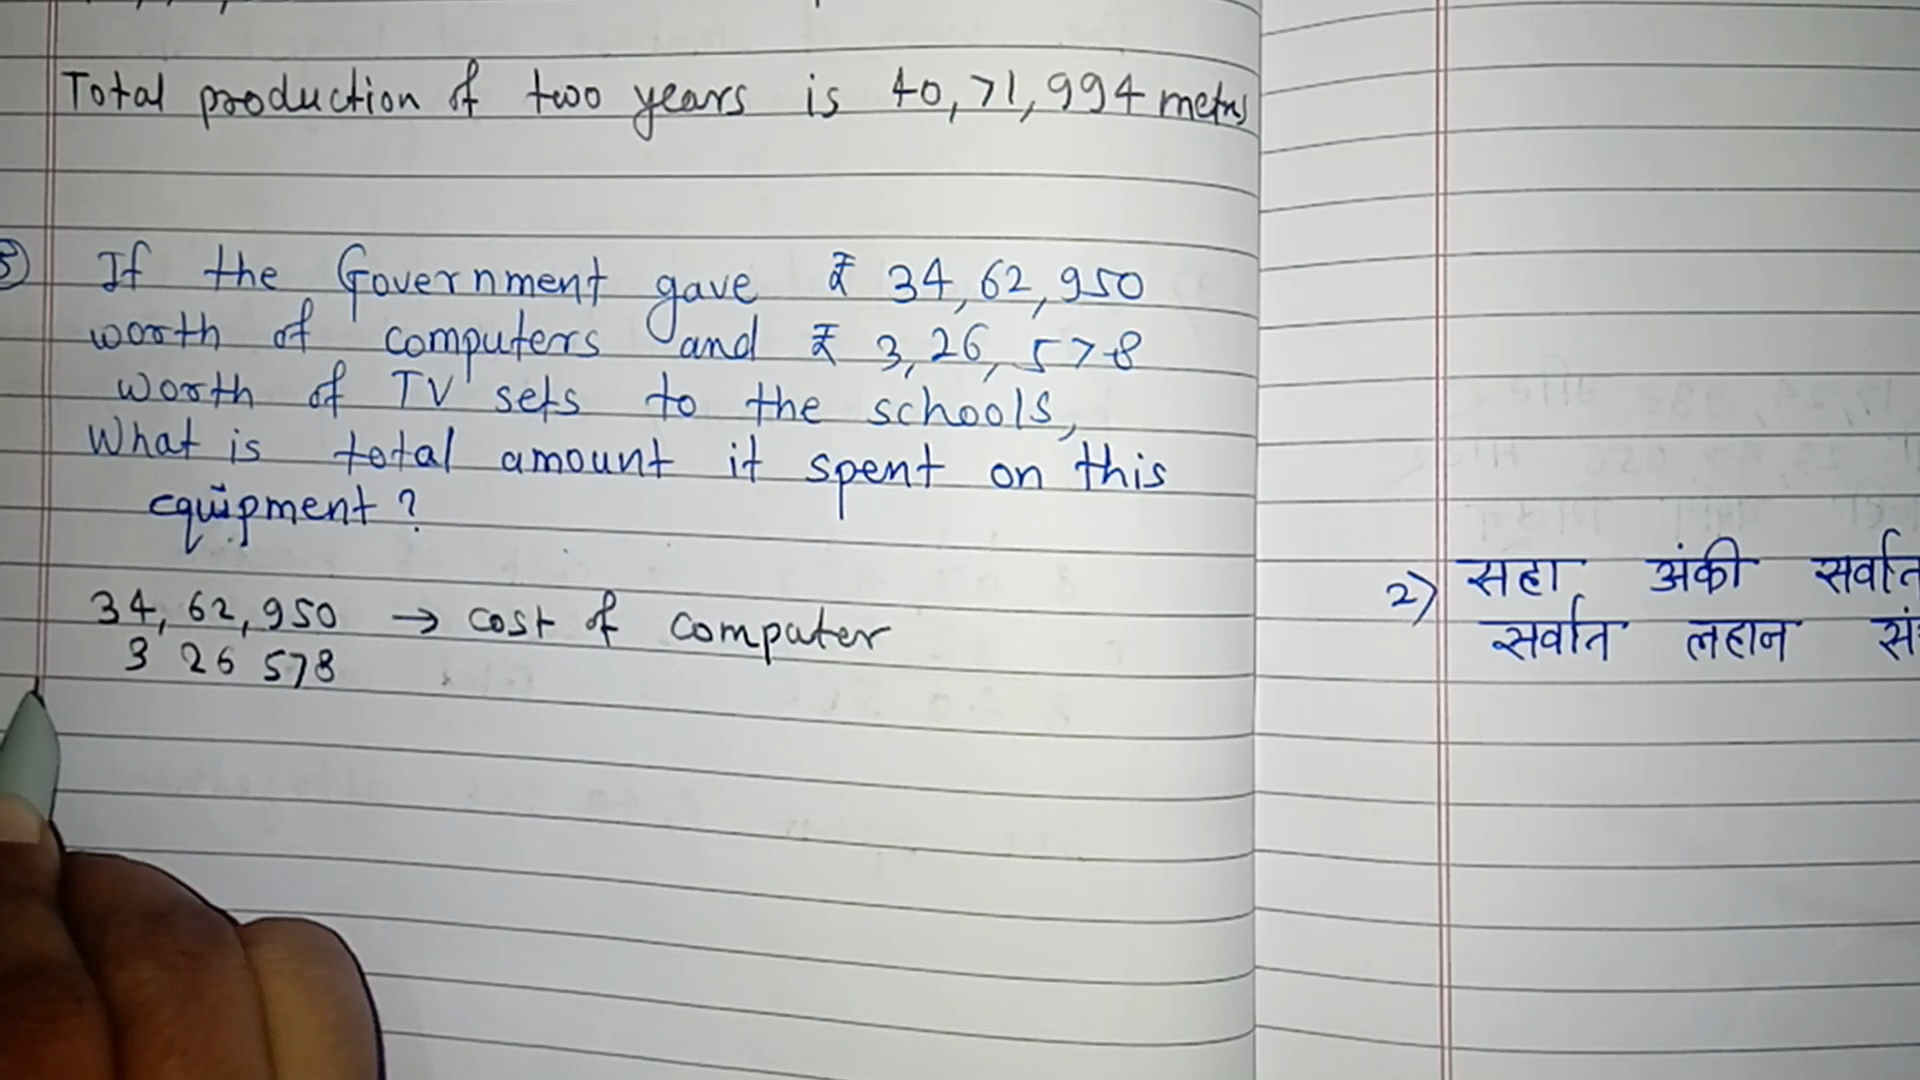 Total production of two years is 40,71,994 metres
If the Government gave ₹ 34,62,950
worth of computers and ₹ 3,26,578
worth of TV sets to the schools,
What is total amount it spent on this
equipment?
34,62,950 → cost of computer
3 26 578
2) सहा अंकी
सर्वात लहान